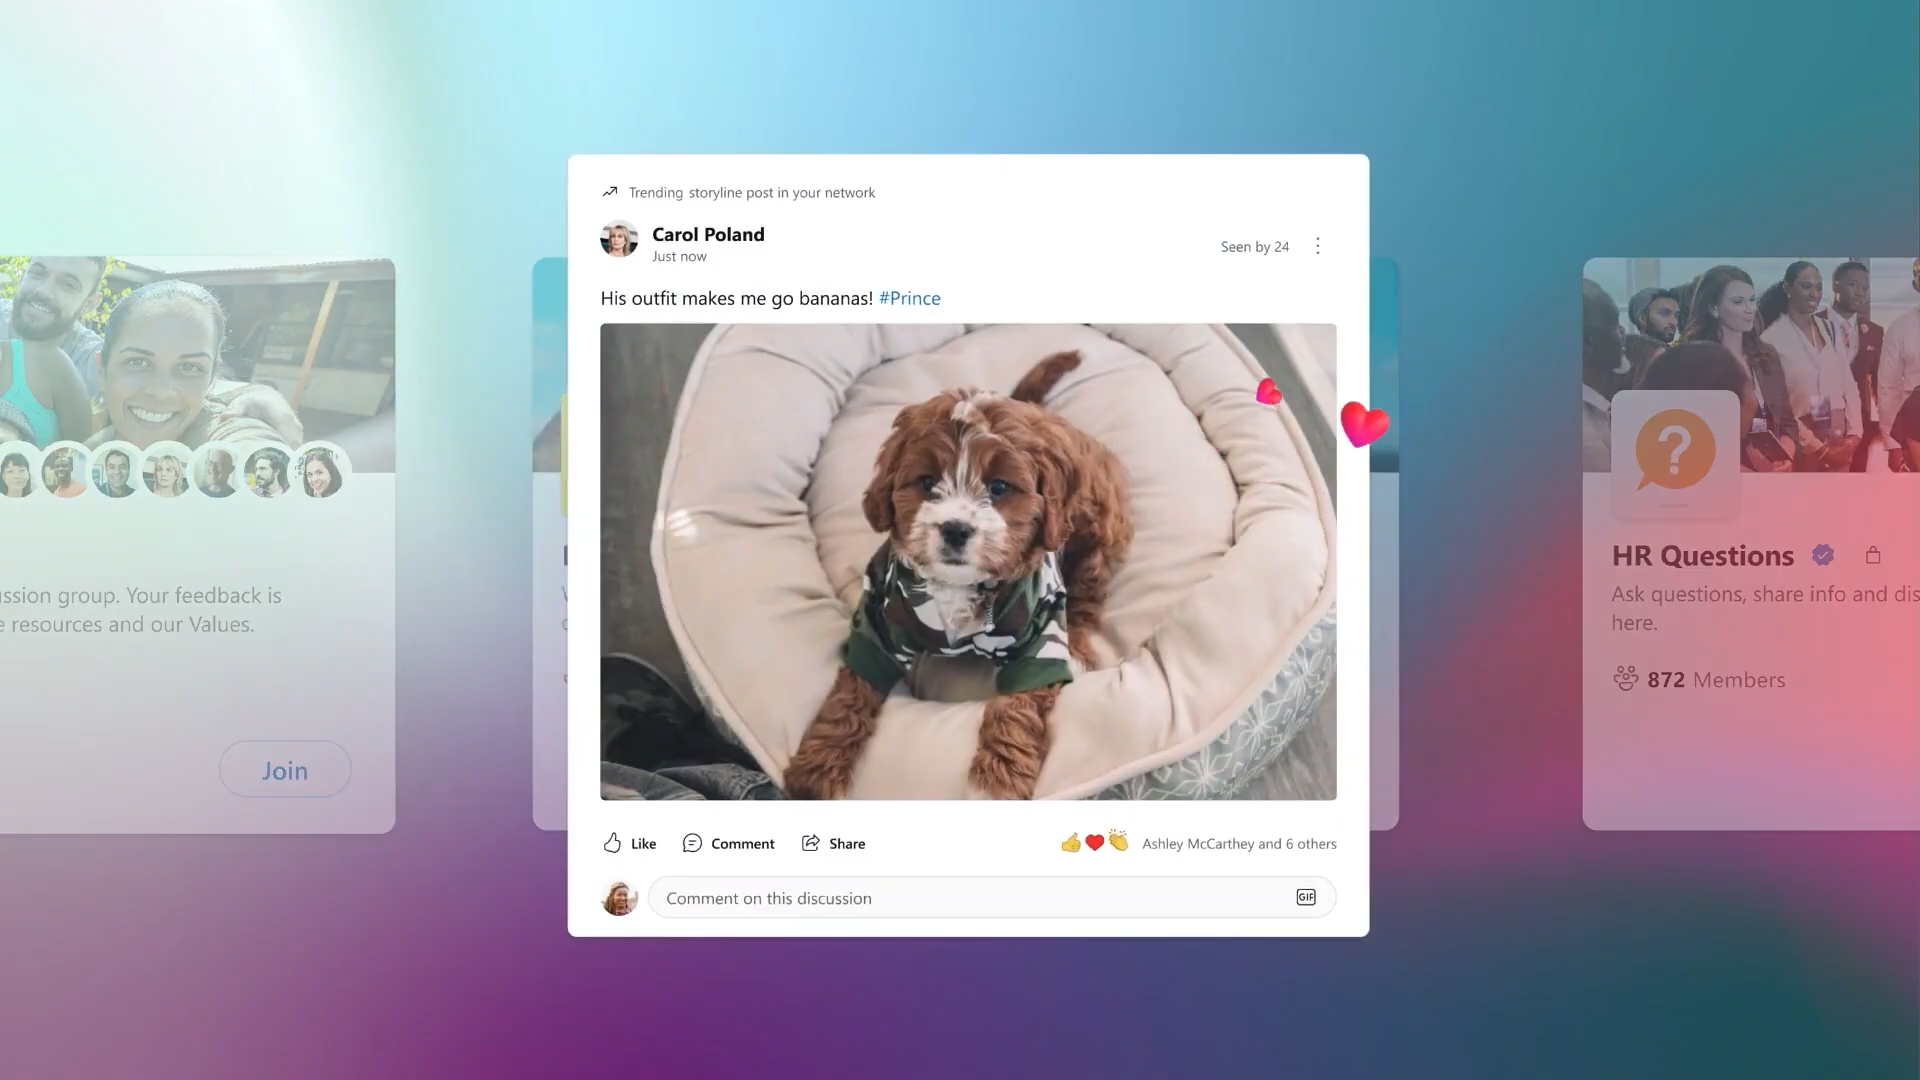 Trending storyline post in your network
Carol Poland
Just now
Seen by 24
His outfit makes me go bananas! #Prince
Like
Comment
Share
Ashley McCarthey and 6 others
Comment on this discussion
GIF
ssion group. Your feedback is
e resources and our Values.
Join
HR Questions
Ask questions, share info and dis
here.
872 Members